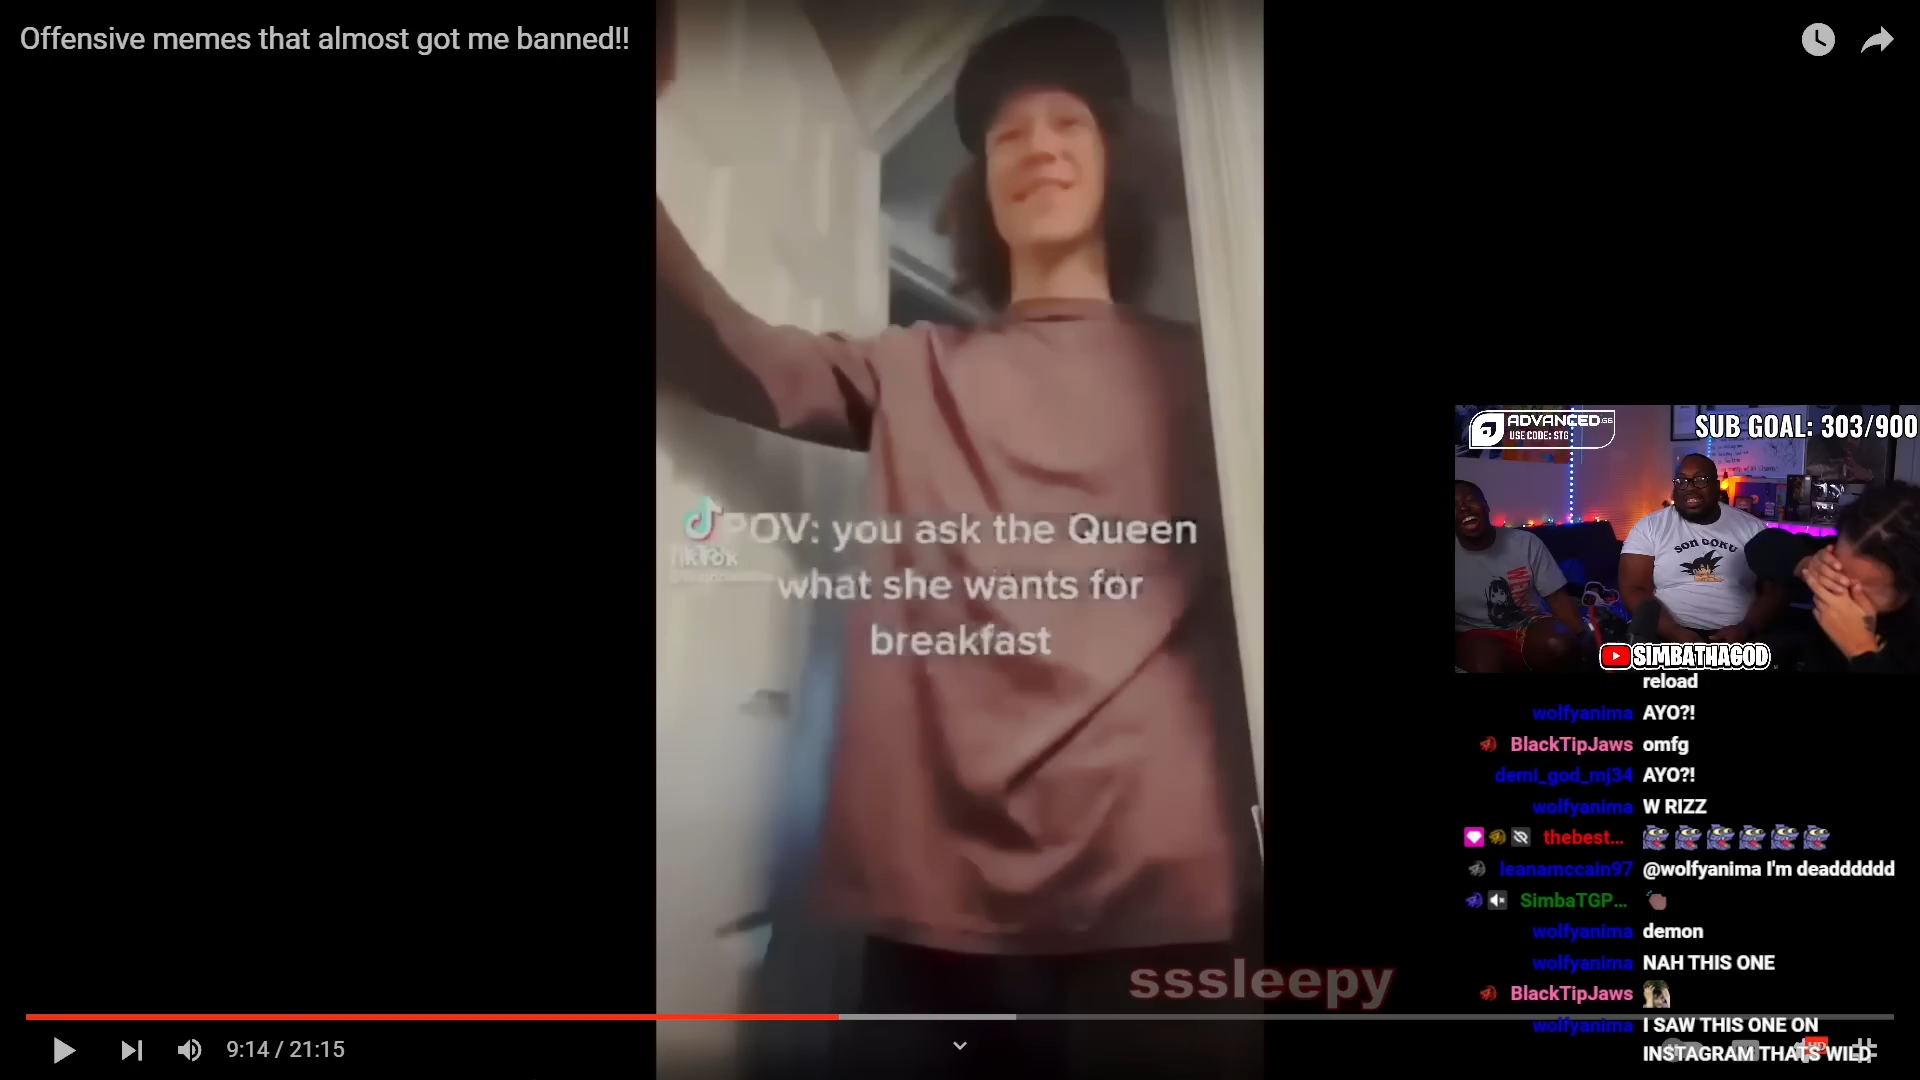 Offensive memes that almost got me banned!!
POV: you ask the Queen
what she wants for
breakfast
TikTok
sssleepy
9:14 / 21:15
ADVANCED.GG
USE CODE: STG
SUB GOAL: 303/900
SON GOKU
SIMBATHAGOD
reload
wolfyanima AYO?!
BlackTipJaws omfg
demi_god_mj34 AYO?!
wolfyanima W RIZZ
thebest...
leanamccain97 @wolfyanima I'm deadddddd
SimbaTGP...
wolfyanima demon
wolfyanima NAH THIS ONE
BlackTipJaws
wolfyanima I SAW THIS ONE ON
INSTAGRAM THATS WILD
HD